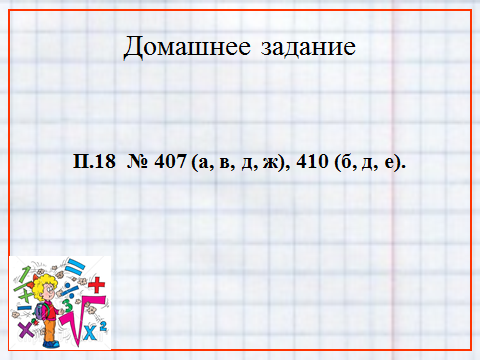 Домашнее задание
П.18 № 407 (а, в, д, ж), 410 (б, д, е).